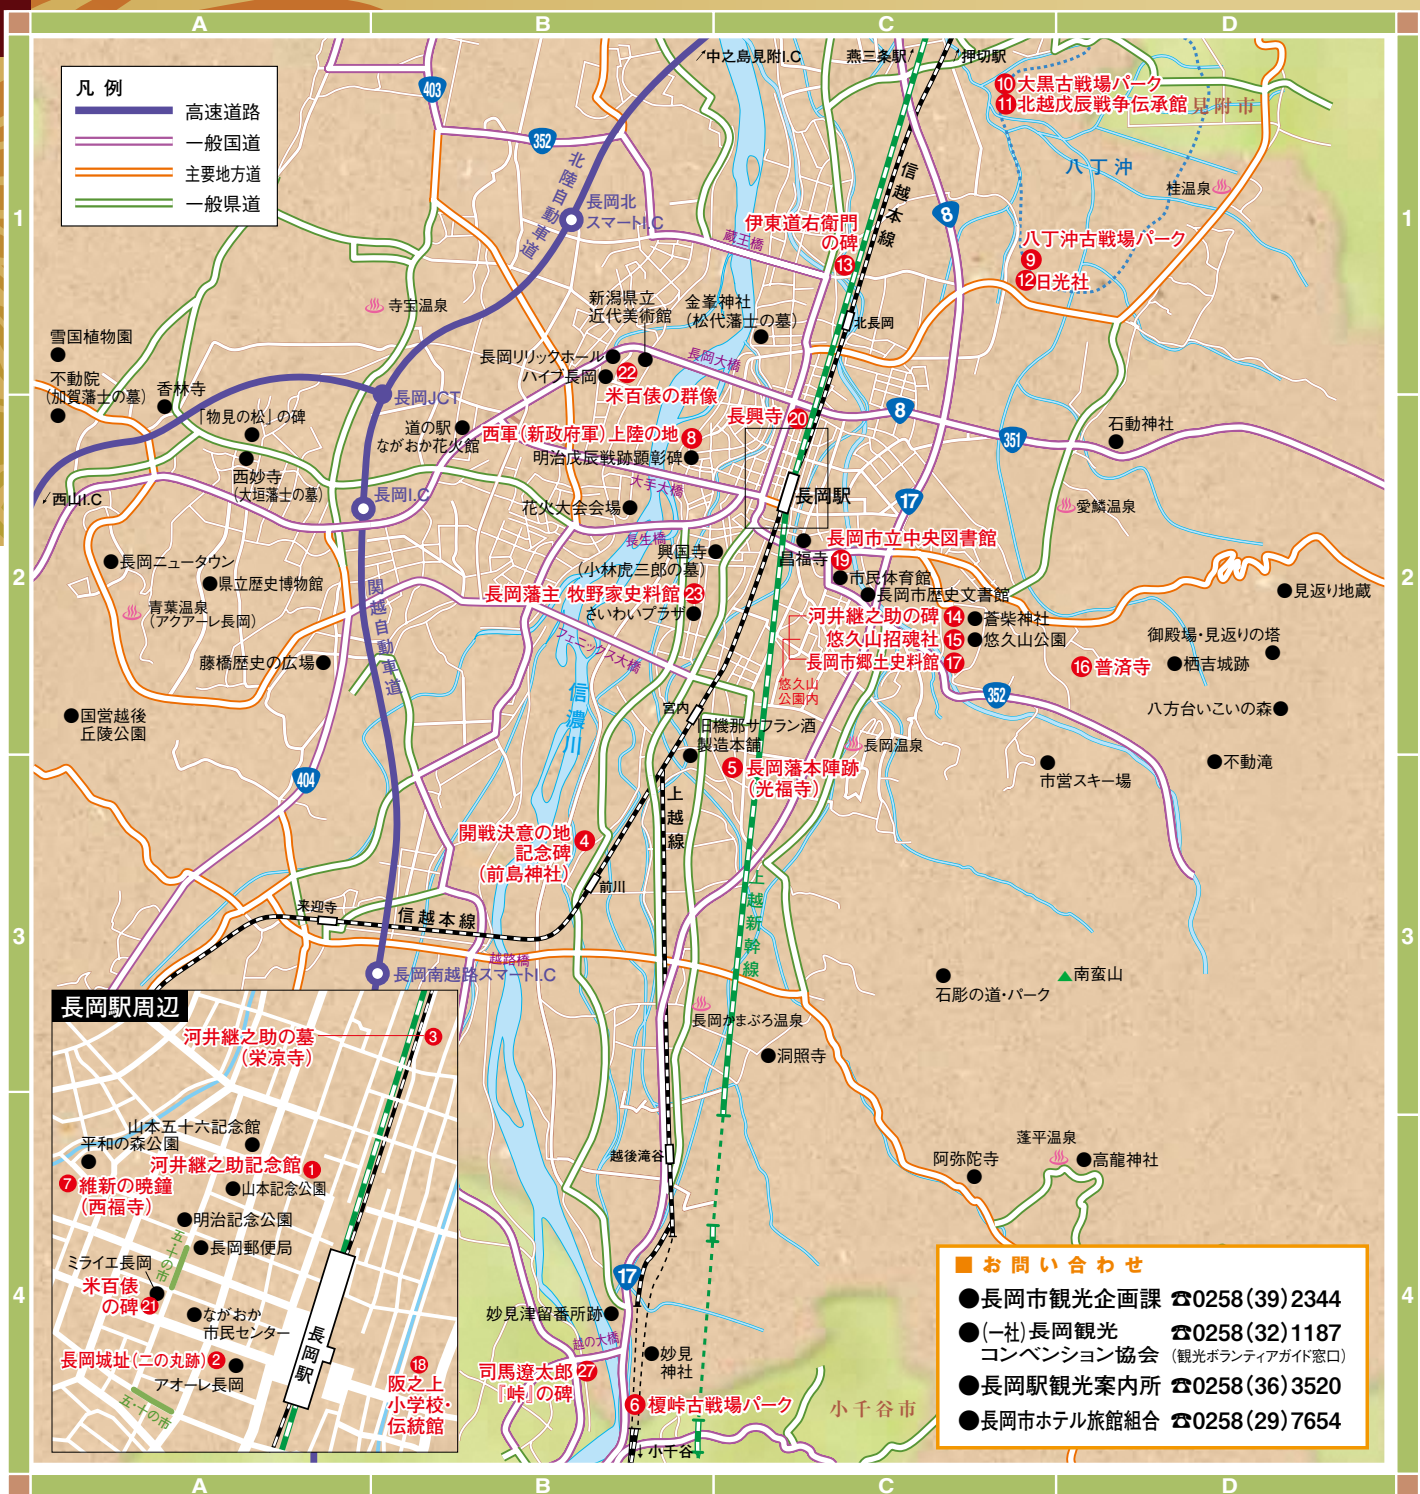 A
B
C
D
1
2
3
4
1
2
3
4
A
B
C
D
凡 例
高速道路
一般国道
主要地方道
一般県道
403
352
北陸自動車道
長岡北
スマートI.C
中之島見附I.C
燕三条駅
押切駅
10 大黒古戦場パーク
11 北越戊辰戦争伝承館
見附市
八丁沖
桂温泉
信越本線
8
伊東道右衛門
の碑
13
蔵王橋
八丁沖古戦場パーク
9
12 日光社
寺宝温泉
新潟県立
近代美術館
金峯神社
(松代藩士の墓)
北長岡
雪国植物園
不動院
(加賀藩士の墓)
香林寺
「物見の松」の碑
長岡JCT
長岡リリックホール
ハイブ長岡
22
米百俵の群像
長岡大橋
長興寺 20
8
351
石動神社
道の駅
ながおか花火館
西軍(新政府軍)上陸の地 8
明治戊辰戦跡顕彰碑
西山I.C
西妙寺
(大垣藩士の墓)
長岡I.C
大手大橋
花火大会会場
長生橋
長岡駅
17
愛鱗温泉
長岡ニュータウン
県立歴史博物館
青葉温泉
(アクアーレ長岡)
関越自動車道
興国寺
(小林虎三郎の墓)
昌福寺
長岡市立中央図書館
19
市民体育館
長岡市歴史文書館
見返り地蔵
長岡藩主 牧野家史料館 23
さいわいプラザ
河井継之助の碑 14
蒼柴神社
悠久山招魂社 15
悠久山公園
長岡市郷土史料館 17
悠久山
公園内
フェニックス大橋
御殿場・見返りの塔
16 普済寺
栖吉城跡
藤橋歴史の広場
352
八方台いこいの森
国営越後
丘陵公園
信濃川
宮内
旧機那サフラン酒
製造本舗
長岡温泉
5 長岡藩本陣跡
(光福寺)
市営スキー場
不動滝
404
上越線
開戦決意の地
記念碑
(前島神社)
4
前川
来迎寺
信越本線
上越新幹線
越路橋
長岡南越路スマートI.C
石彫の道・パーク
南蛮山
長岡かまぶろ温泉
洞照寺
長岡駅周辺
河井継之助の墓
(栄凉寺)
3
山本五十六記念館
平和の森公園
河井継之助記念館 1
7 維新の暁鐘
(西福寺)
山本記念公園
明治記念公園
長岡郵便局
五・十の市
ミライエ長岡
米百俵
の碑 21
ながおか
市民センター
長岡城址(二の丸跡) 2
アオーレ長岡
五・十の市
長岡駅
18
阪之上
小学校・
伝統館
越後滝谷
阿弥陀寺
蓬平温泉
高龍神社
17
妙見津留番所跡
越の大橋
妙見
神社
司馬遼太郎
『峠』の碑
27
6 榎峠古戦場パーク
小千谷
小千谷市
■ お問い合わせ
●長岡市観光企画課 ☎0258(39)2344
●(一社)長岡観光
コンベンション協会
☎0258(32)1187
(観光ボランティアガイド窓口)
●長岡駅観光案内所 ☎0258(36)3520
●長岡市ホテル旅館組合 ☎0258(29)7654